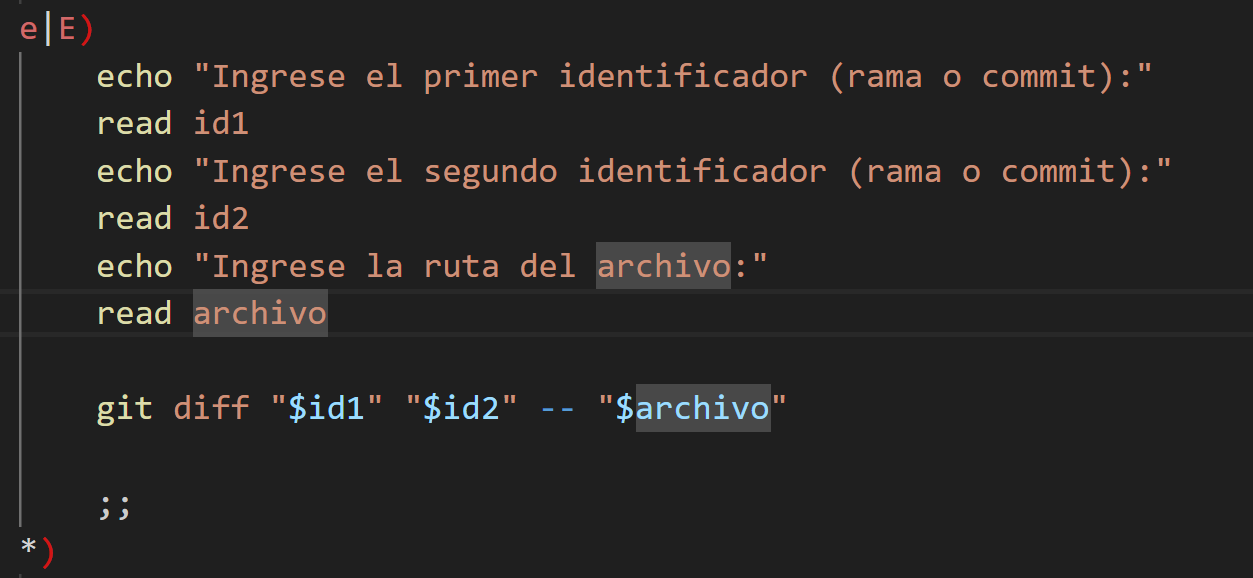 e|E)
echo "Ingrese el primer identificador (rama o commit):"
read id1
echo "Ingrese el segundo identificador (rama o commit):"
read id2
echo "Ingrese la ruta del archivo:"
read archivo
git diff "$id1" "$id2" -- "$archivo"
;;
*)